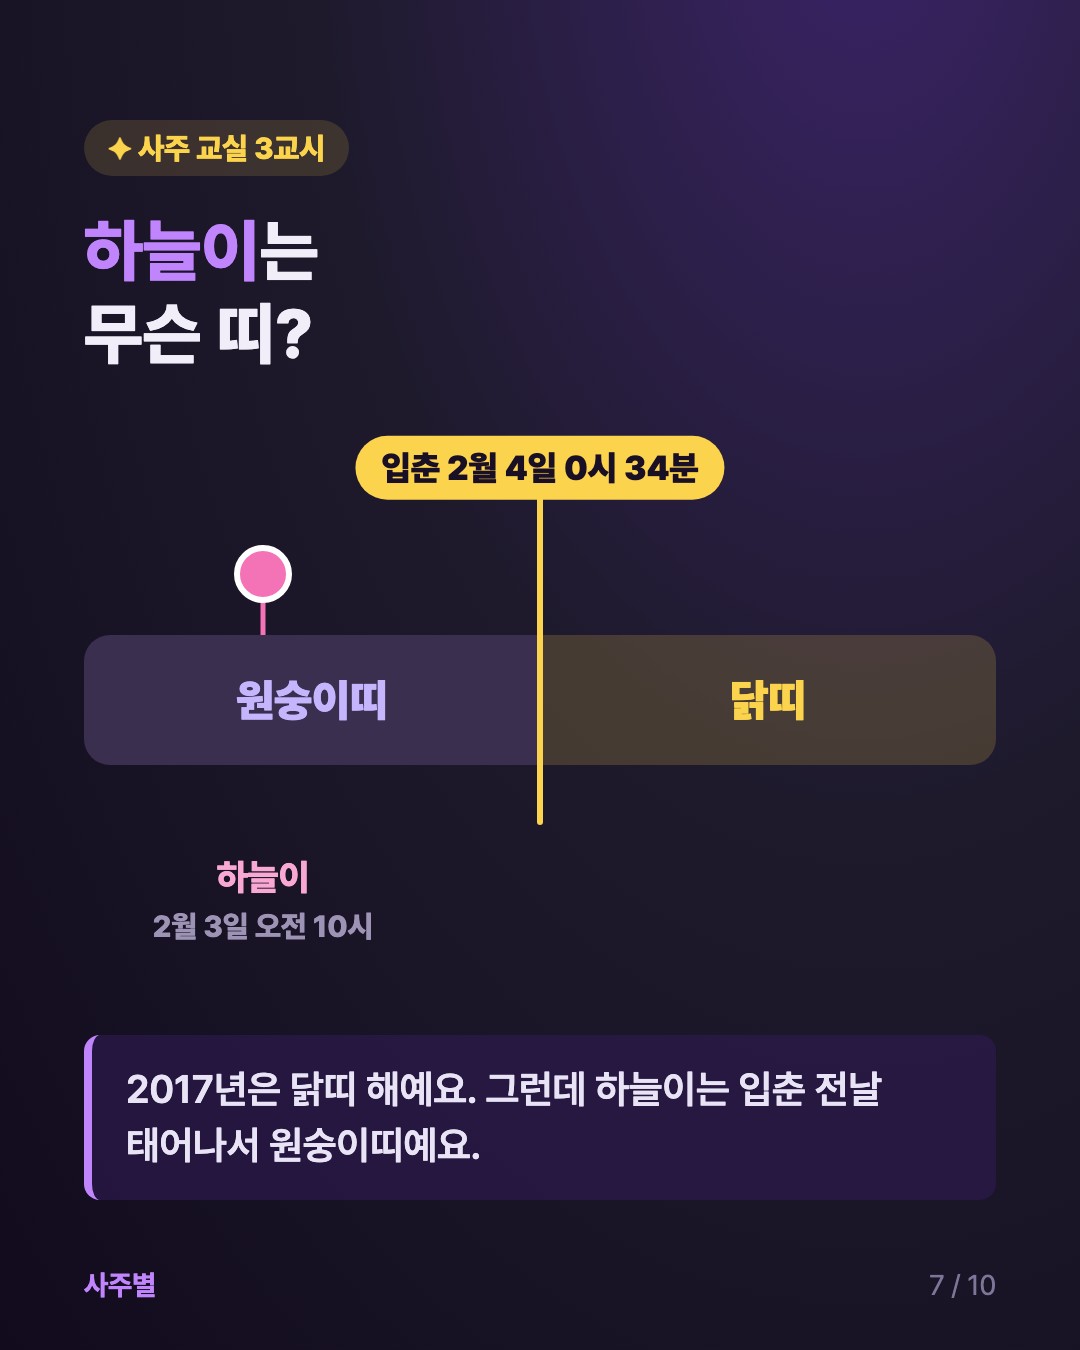 ✦ 사주 교실 3교시
하늘이는
무슨 띠?
입춘 2월 4일 0시 34분
원숭이띠
닭띠
하늘이
2월 3일 오전 10시
2017년은 닭띠 해예요. 그런데 하늘이는 입춘 전날
태어나서 원숭이띠예요.
사주별
7 / 10